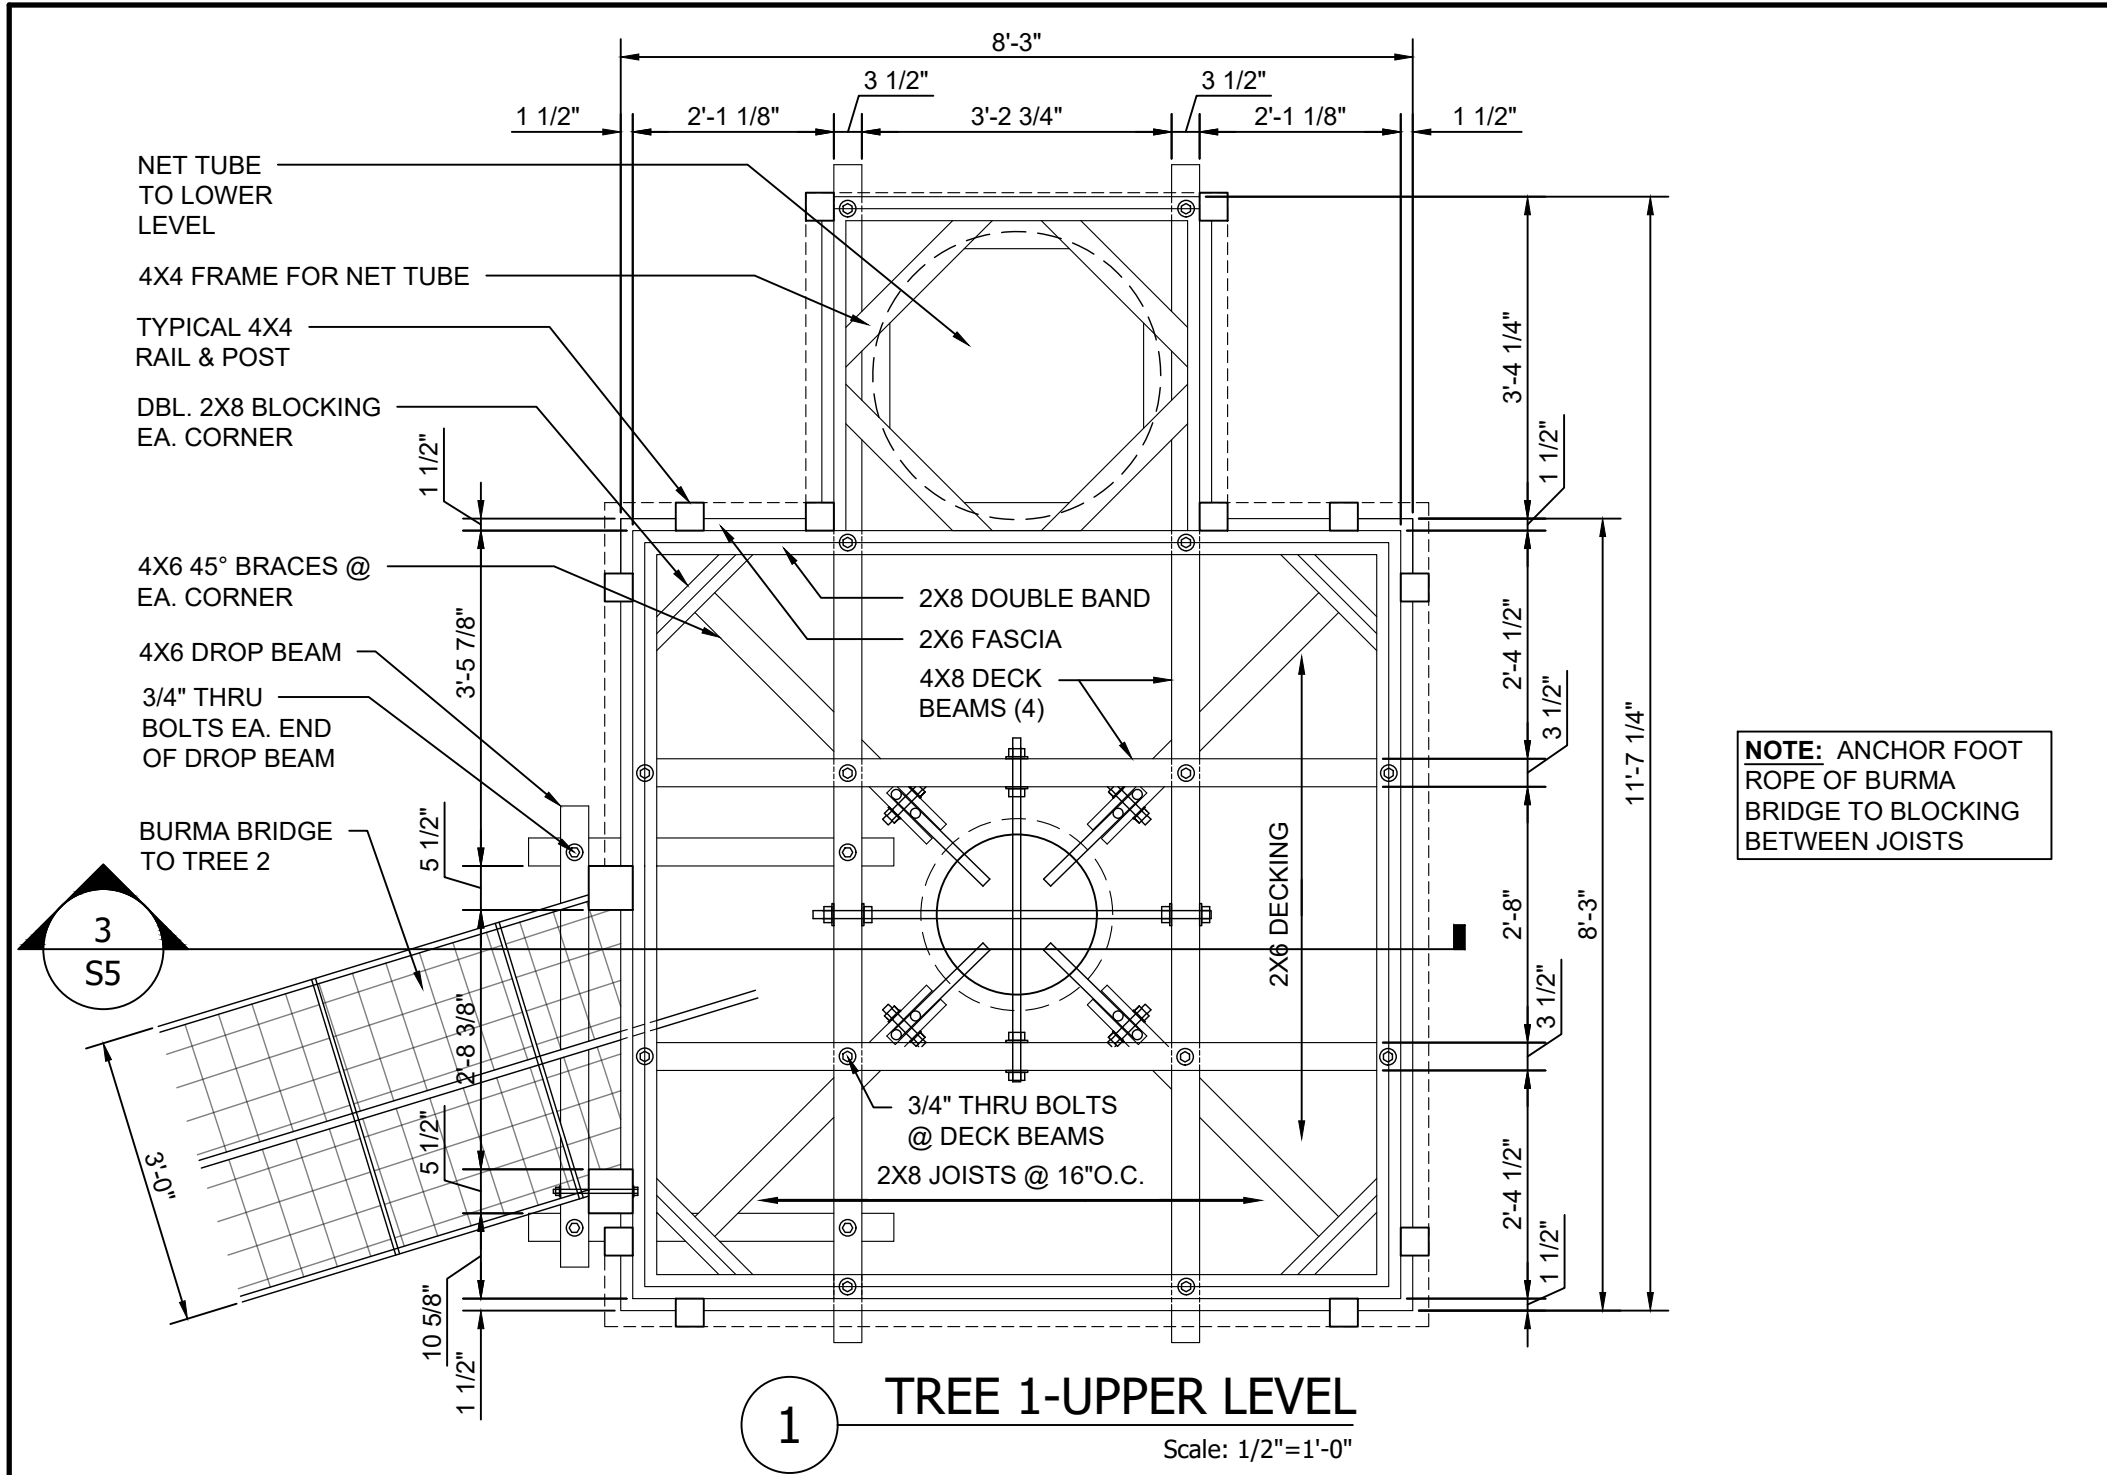 8'-3"
3 1/2"
3 1/2"
1 1/2"
2'-1 1/8"
3'-2 3/4"
2'-1 1/8"
1 1/2"
NET TUBE
TO LOWER
LEVEL
4X4 FRAME FOR NET TUBE
TYPICAL 4X4
RAIL & POST
DBL. 2X8 BLOCKING
EA. CORNER
4X6 45° BRACES @
EA. CORNER
4X6 DROP BEAM
3/4" THRU
BOLTS EA. END
OF DROP BEAM
BURMA BRIDGE
TO TREE 2
3
S5
1 1/2"
3'-5 7/8"
5 1/2"
2'-8 3/8"
5 1/2"
10 5/8"
1 1/2"
3'-0"
2X8 DOUBLE BAND
2X6 FASCIA
4X8 DECK
BEAMS (4)
2X6 DECKING
3/4" THRU BOLTS
@ DECK BEAMS
2X8 JOISTS @ 16"O.C.
3'-4 1/4"
1 1/2"
2'-4 1/2"
3 1/2"
2'-8"
3 1/2"
2'-4 1/2"
1 1/2"
8'-3"
11'-7 1/4"
NOTE: ANCHOR FOOT
ROPE OF BURMA
BRIDGE TO BLOCKING
BETWEEN JOISTS
1
TREE 1-UPPER LEVEL
Scale: 1/2"=1'-0"